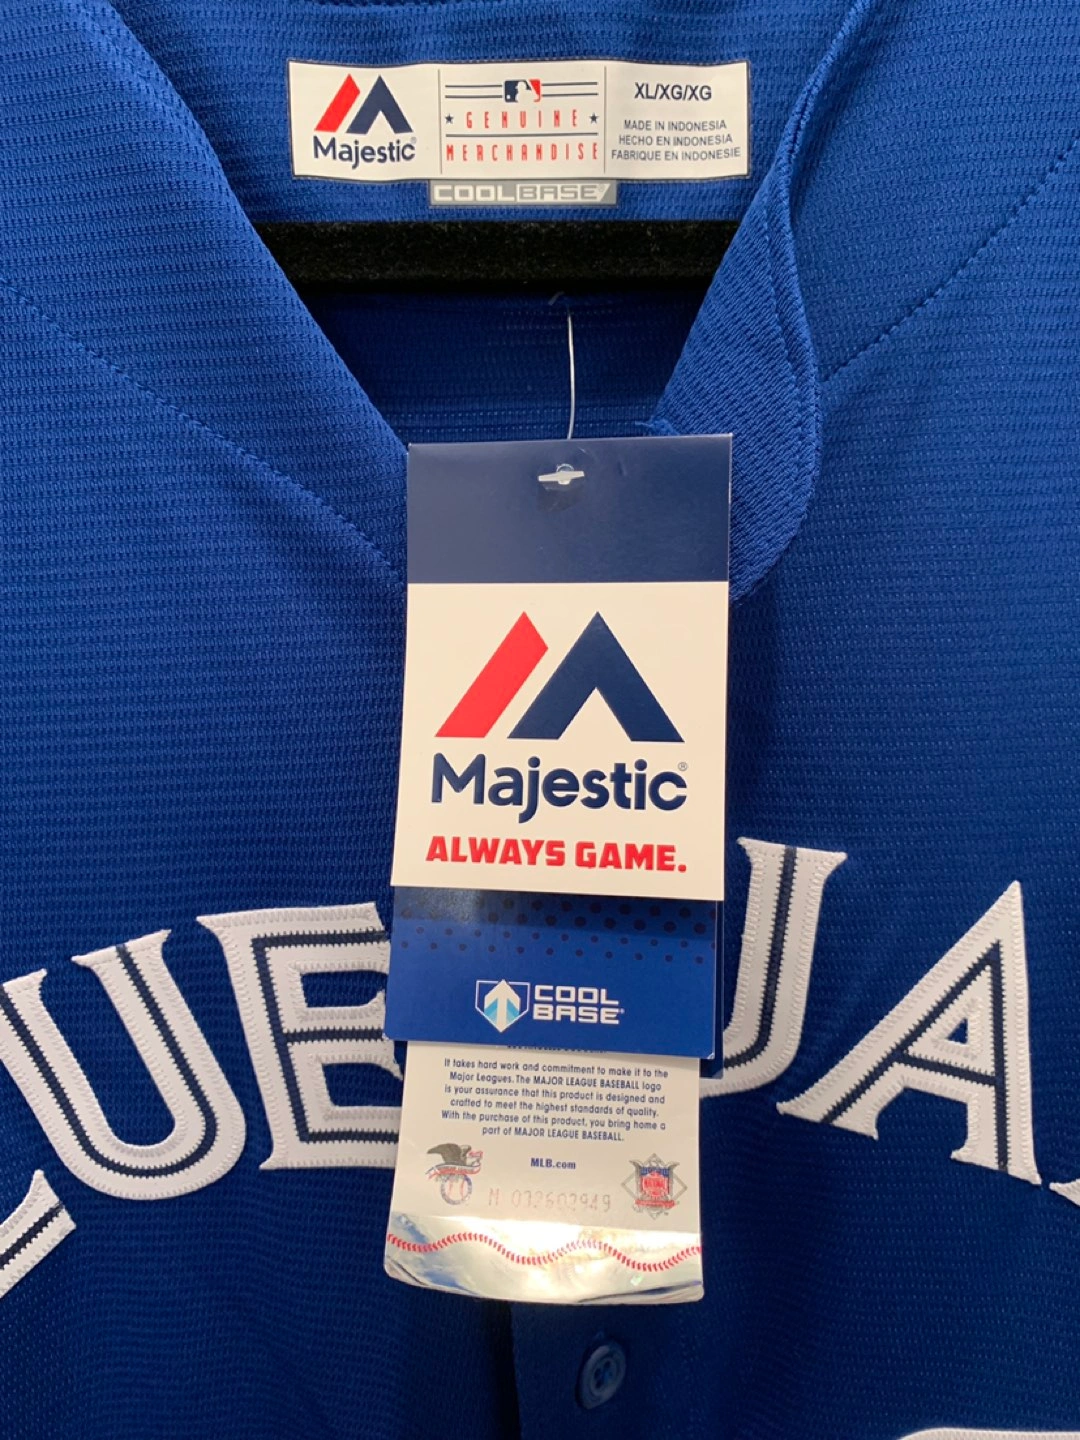 Majestic®
★ GENUINE ★
MERCHANDISE
XL/XG/XG
MADE IN INDONESIA
HECHO EN INDONESIA
FABRIQUE EN INDONESIE
COOLBASE
Majestic®
ALWAYS GAME.
UE JA
COOL
BASE®
It takes hard work and commitment to make it to the
Major Leagues. The MAJOR LEAGUE BASEBALL logo
is your assurance that this product is designed and
crafted to meet the highest standards of quality.
With the purchase of this product, you bring home a
part of MAJOR LEAGUE BASEBALL.
MLB.com
M 032602949